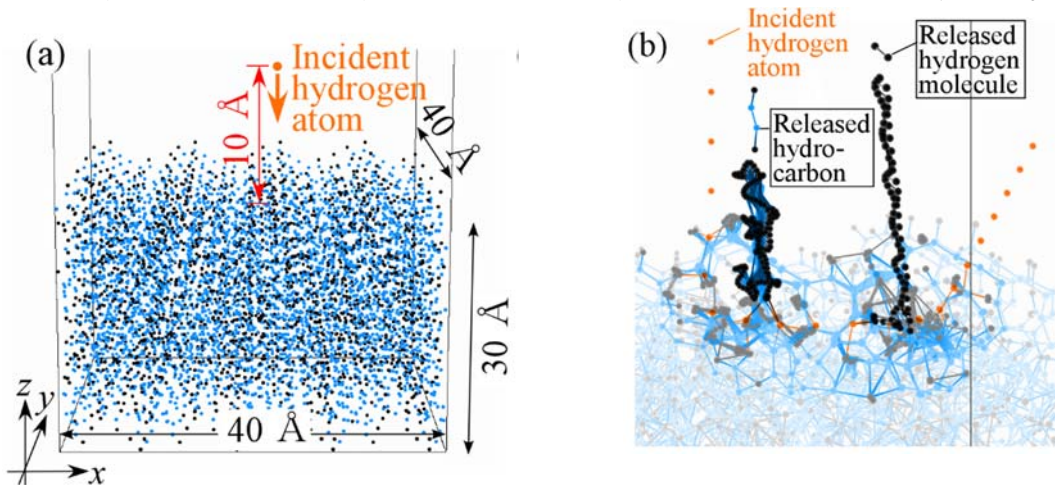 (a)
Incident
hydrogen
atom
10 Å
40 Å
30 Å
40 Å
z
y
x
(b)
Incident
hydrogen
atom
Released
hydrogen
molecule
Released
hydro-
carbon